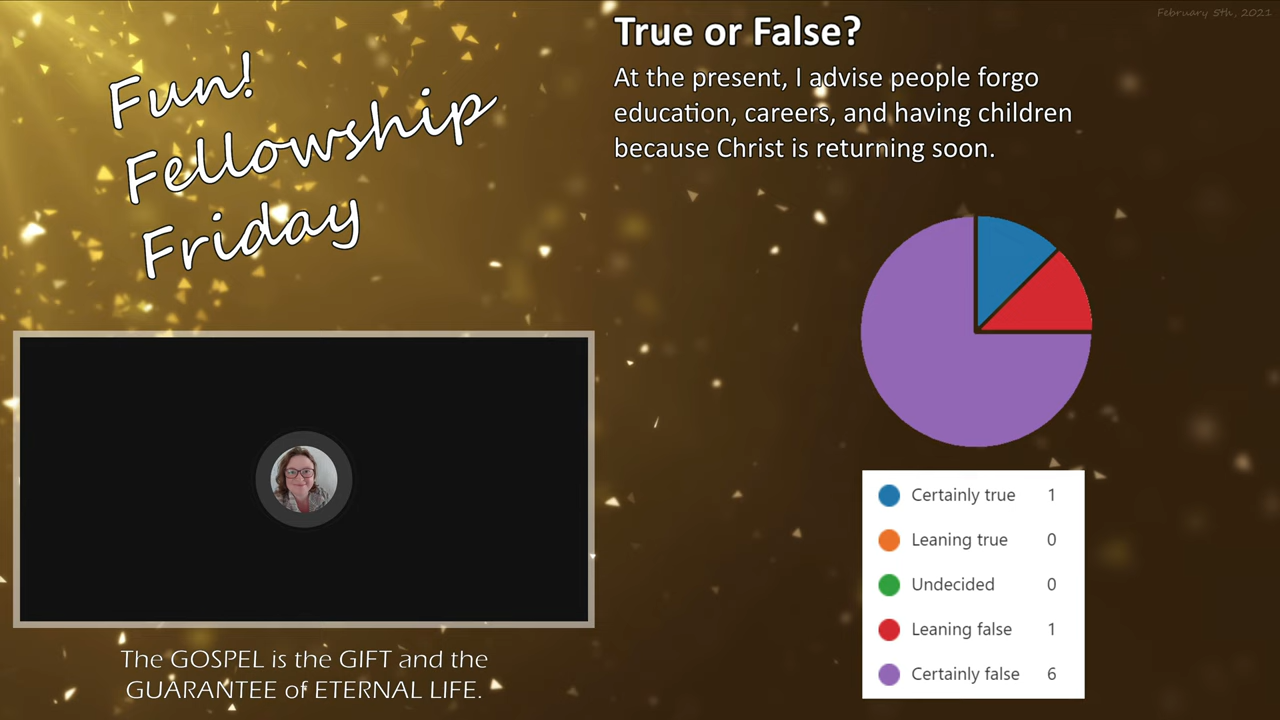 Fun!
Fellowship
Friday
The GOSPEL is the GIFT and the
GUARANTEE of ETERNAL LIFE.
February 5th, 2021
True or False?
At the present, I advise people forgo
education, careers, and having children
because Christ is returning soon.
Certainly true 1
Leaning true 0
Undecided 0
Leaning false 1
Certainly false 6